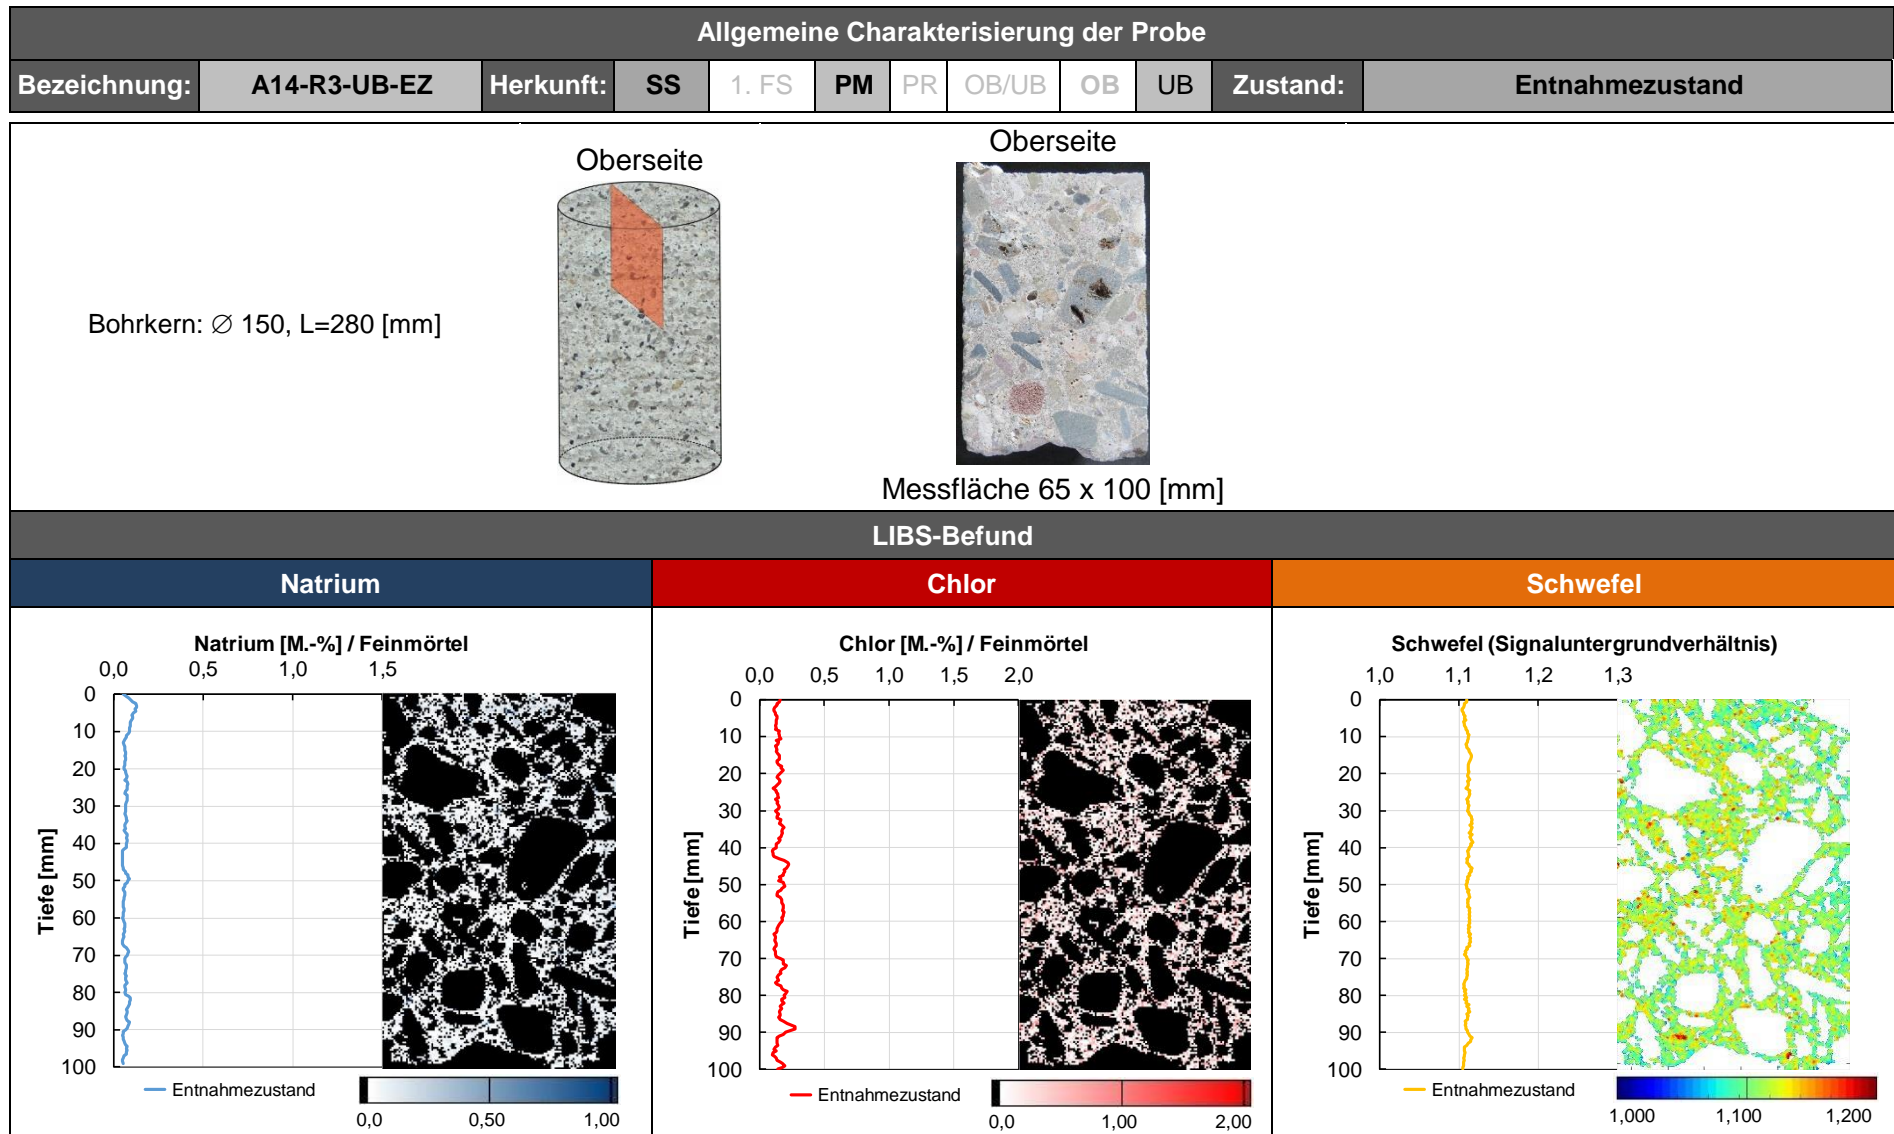 Allgemeine Charakterisierung der Probe
Bezeichnung: A14-R3-UB-EZ Herkunft: SS 1. FS PM PR OB/UB OB UB Zustand: Entnahmezustand
Oberseite
Oberseite
Bohrkern: ∅ 150, L=280 [mm]
Messfläche 65 x 100 [mm]
LIBS-Befund
Natrium
Natrium [M.-%] / Feinmörtel
0,0 0,5 1,0 1,5
Tiefe [mm]
0
10
20
30
40
50
60
70
80
90
100
Entnahmezustand
0,0 0,50 1,00
Chlor
Chlor [M.-%] / Feinmörtel
0,0 0,5 1,0 1,5 2,0
Tiefe [mm]
0
10
20
30
40
50
60
70
80
90
100
Entnahmezustand
0,0 1,00 2,00
Schwefel
Schwefel (Signaluntergrundverhältnis)
1,0 1,1 1,2 1,3
Tiefe [mm]
0
10
20
30
40
50
60
70
80
90
100
Entnahmezustand
1,000 1,100 1,200